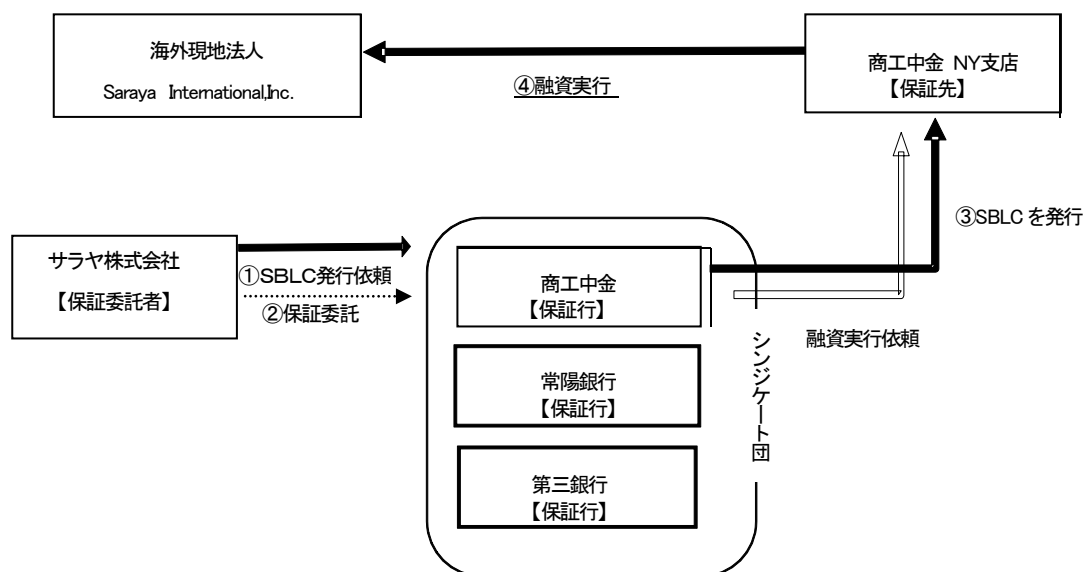 海外現地法人
Saraya International,Inc.
④融資実行
商工中金 NY支店
【保証先】
③SBLC を発行
サラヤ株式会社
【保証委託者】
①SBLC発行依頼
②保証委託
商工中金
【保証行】
融資実行依頼
シンジケート団
常陽銀行
【保証行】
第三銀行
【保証行】